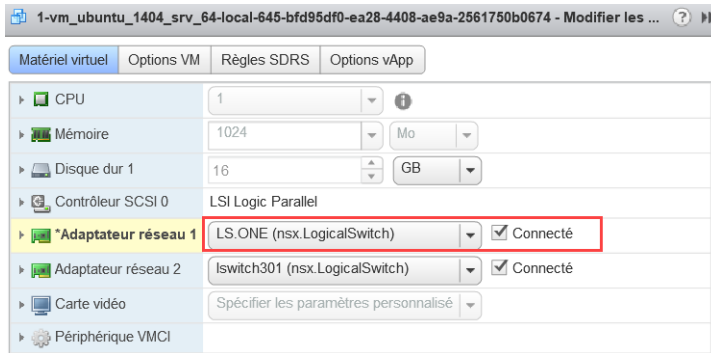 1-vm_ubuntu_1404_srv_64-local-645-bfd95df0-ea28-4408-ae9a-2561750b0674 - Modifier les ... ?
Matériel virtuel Options VM Règles SDRS Options vApp
CPU 1
Mémoire 1024 Mo
Disque dur 1 16 GB
Contrôleur SCSI 0 LSI Logic Parallel
*Adaptateur réseau 1 LS.ONE (nsx.LogicalSwitch) Connecté
Adaptateur réseau 2 lswitch301 (nsx.LogicalSwitch) Connecté
Carte vidéo Spécifier les paramètres personnalisé
Périphérique VMCI